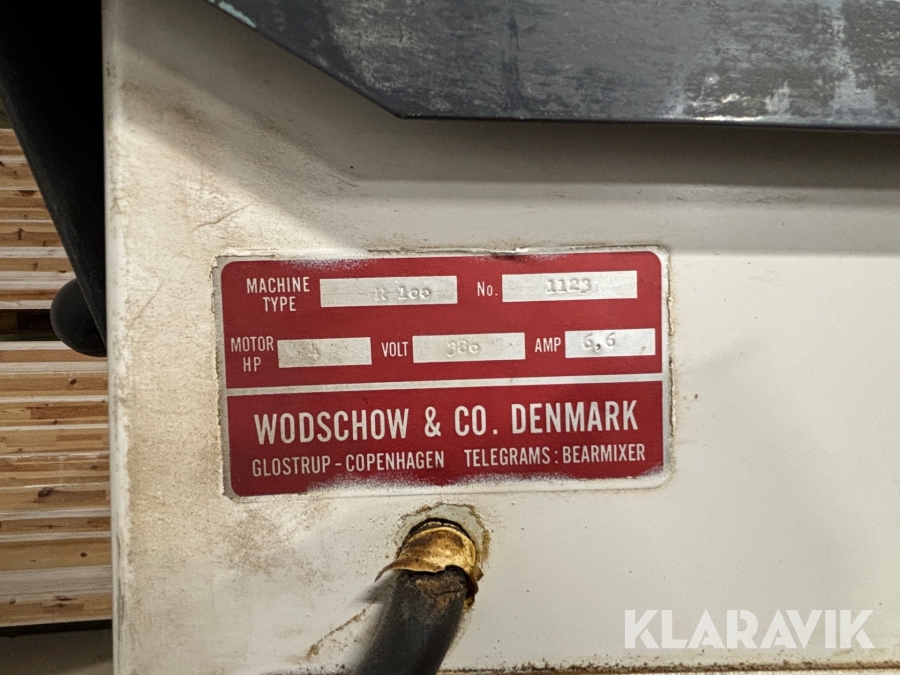 MACHINE TYPE R 100 No. 1123
MOTOR HP 4 VOLT 380 AMP 6,6
WODSCHOW & CO. DENMARK
GLOSTRUP - COPENHAGEN TELEGRAMS: BEARMIXER
KLARAVIK